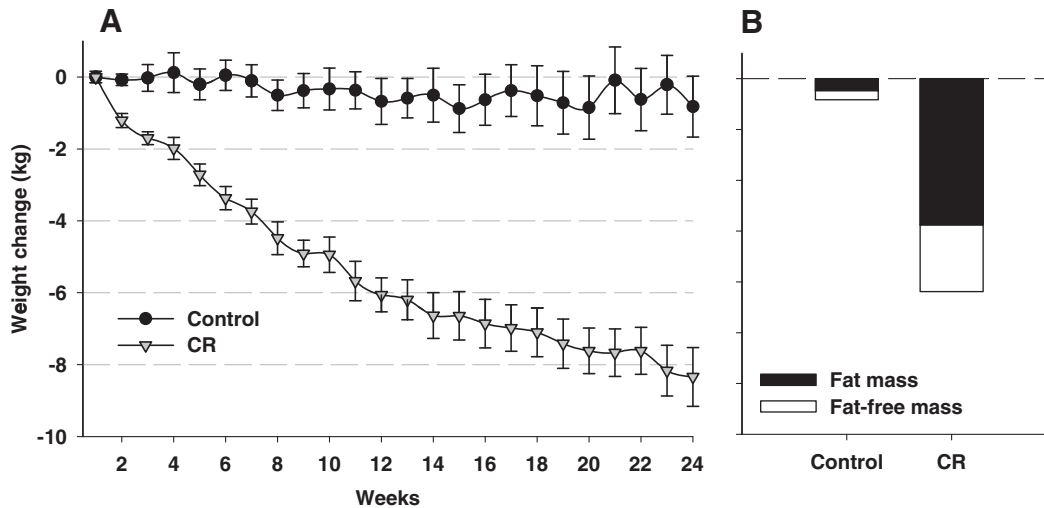 A
B
Weight change (kg)
0
-2
-4
-6
-8
-10
Control
CR
2 4 6 8 10 12 14 16 18 20 22 24
Weeks
Fat mass
Fat-free mass
Control CR